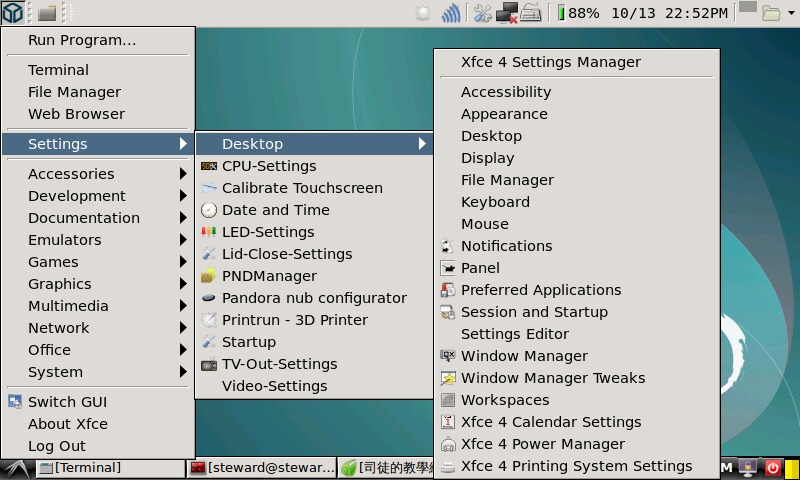 88% 10/13 22:52PM
Run Program...
Terminal
File Manager
Web Browser
Settings
Accessories
Development
Documentation
Emulators
Games
Graphics
Multimedia
Network
Office
System
Switch GUI
About Xfce
Log Out
Desktop
CPU-Settings
Calibrate Touchscreen
Date and Time
LED-Settings
Lid-Close-Settings
PNDManager
Pandora nub configurator
Printrun - 3D Printer
Startup
TV-Out-Settings
Video-Settings
Xfce 4 Settings Manager
Accessibility
Appearance
Desktop
Display
File Manager
Keyboard
Mouse
Notifications
Panel
Preferred Applications
Session and Startup
Settings Editor
Window Manager
Window Manager Tweaks
Workspaces
Xfce 4 Calendar Settings
Xfce 4 Power Manager
Xfce 4 Printing System Settings
[Terminal] [steward@stewar... [司徒的教學 M